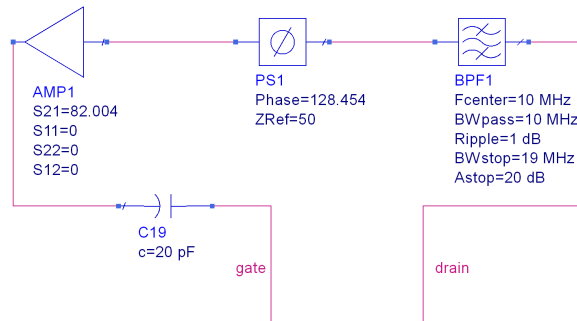 AMP1
S21=82.004
S11=0
S22=0
S12=0
PS1
Phase=128.454
ZRef=50
BPF1
Fcenter=10 MHz
BWpass=10 MHz
Ripple=1 dB
BWstop=19 MHz
Astop=20 dB
C19
c=20 pF
gate
drain